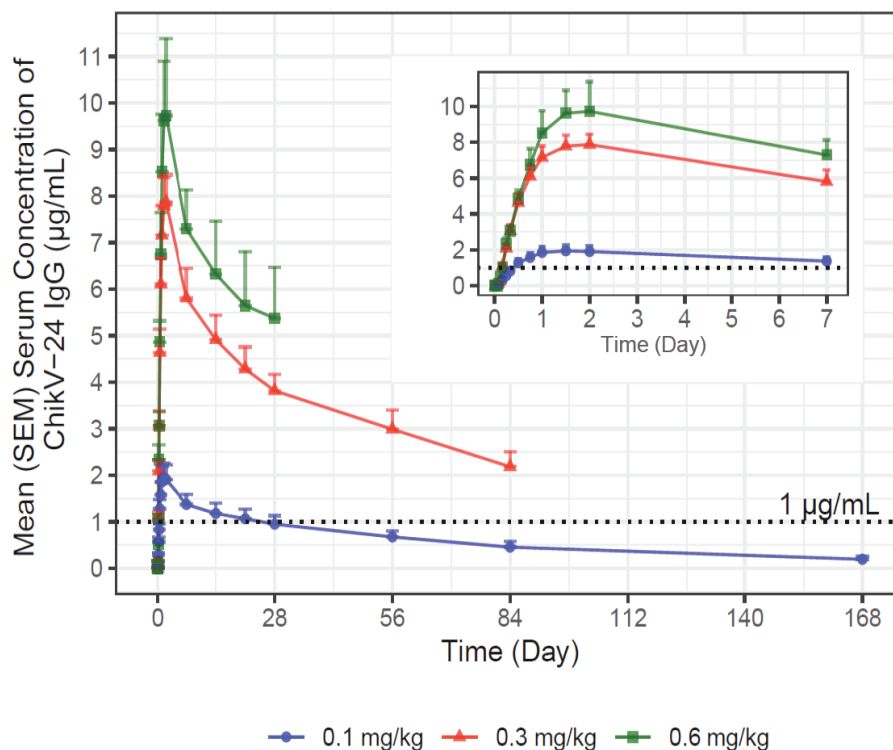 Mean (SEM) Serum Concentration of
ChikV−24 IgG (µg/mL)
11
10
9
8
7
6
5
4
3
2
1
0
10
8
6
4
2
0
0 1 2 3 4 5 6 7
Time (Day)
1 µg/mL
0 28 56 84 112 140 168
Time (Day)
0.1 mg/kg 0.3 mg/kg 0.6 mg/kg